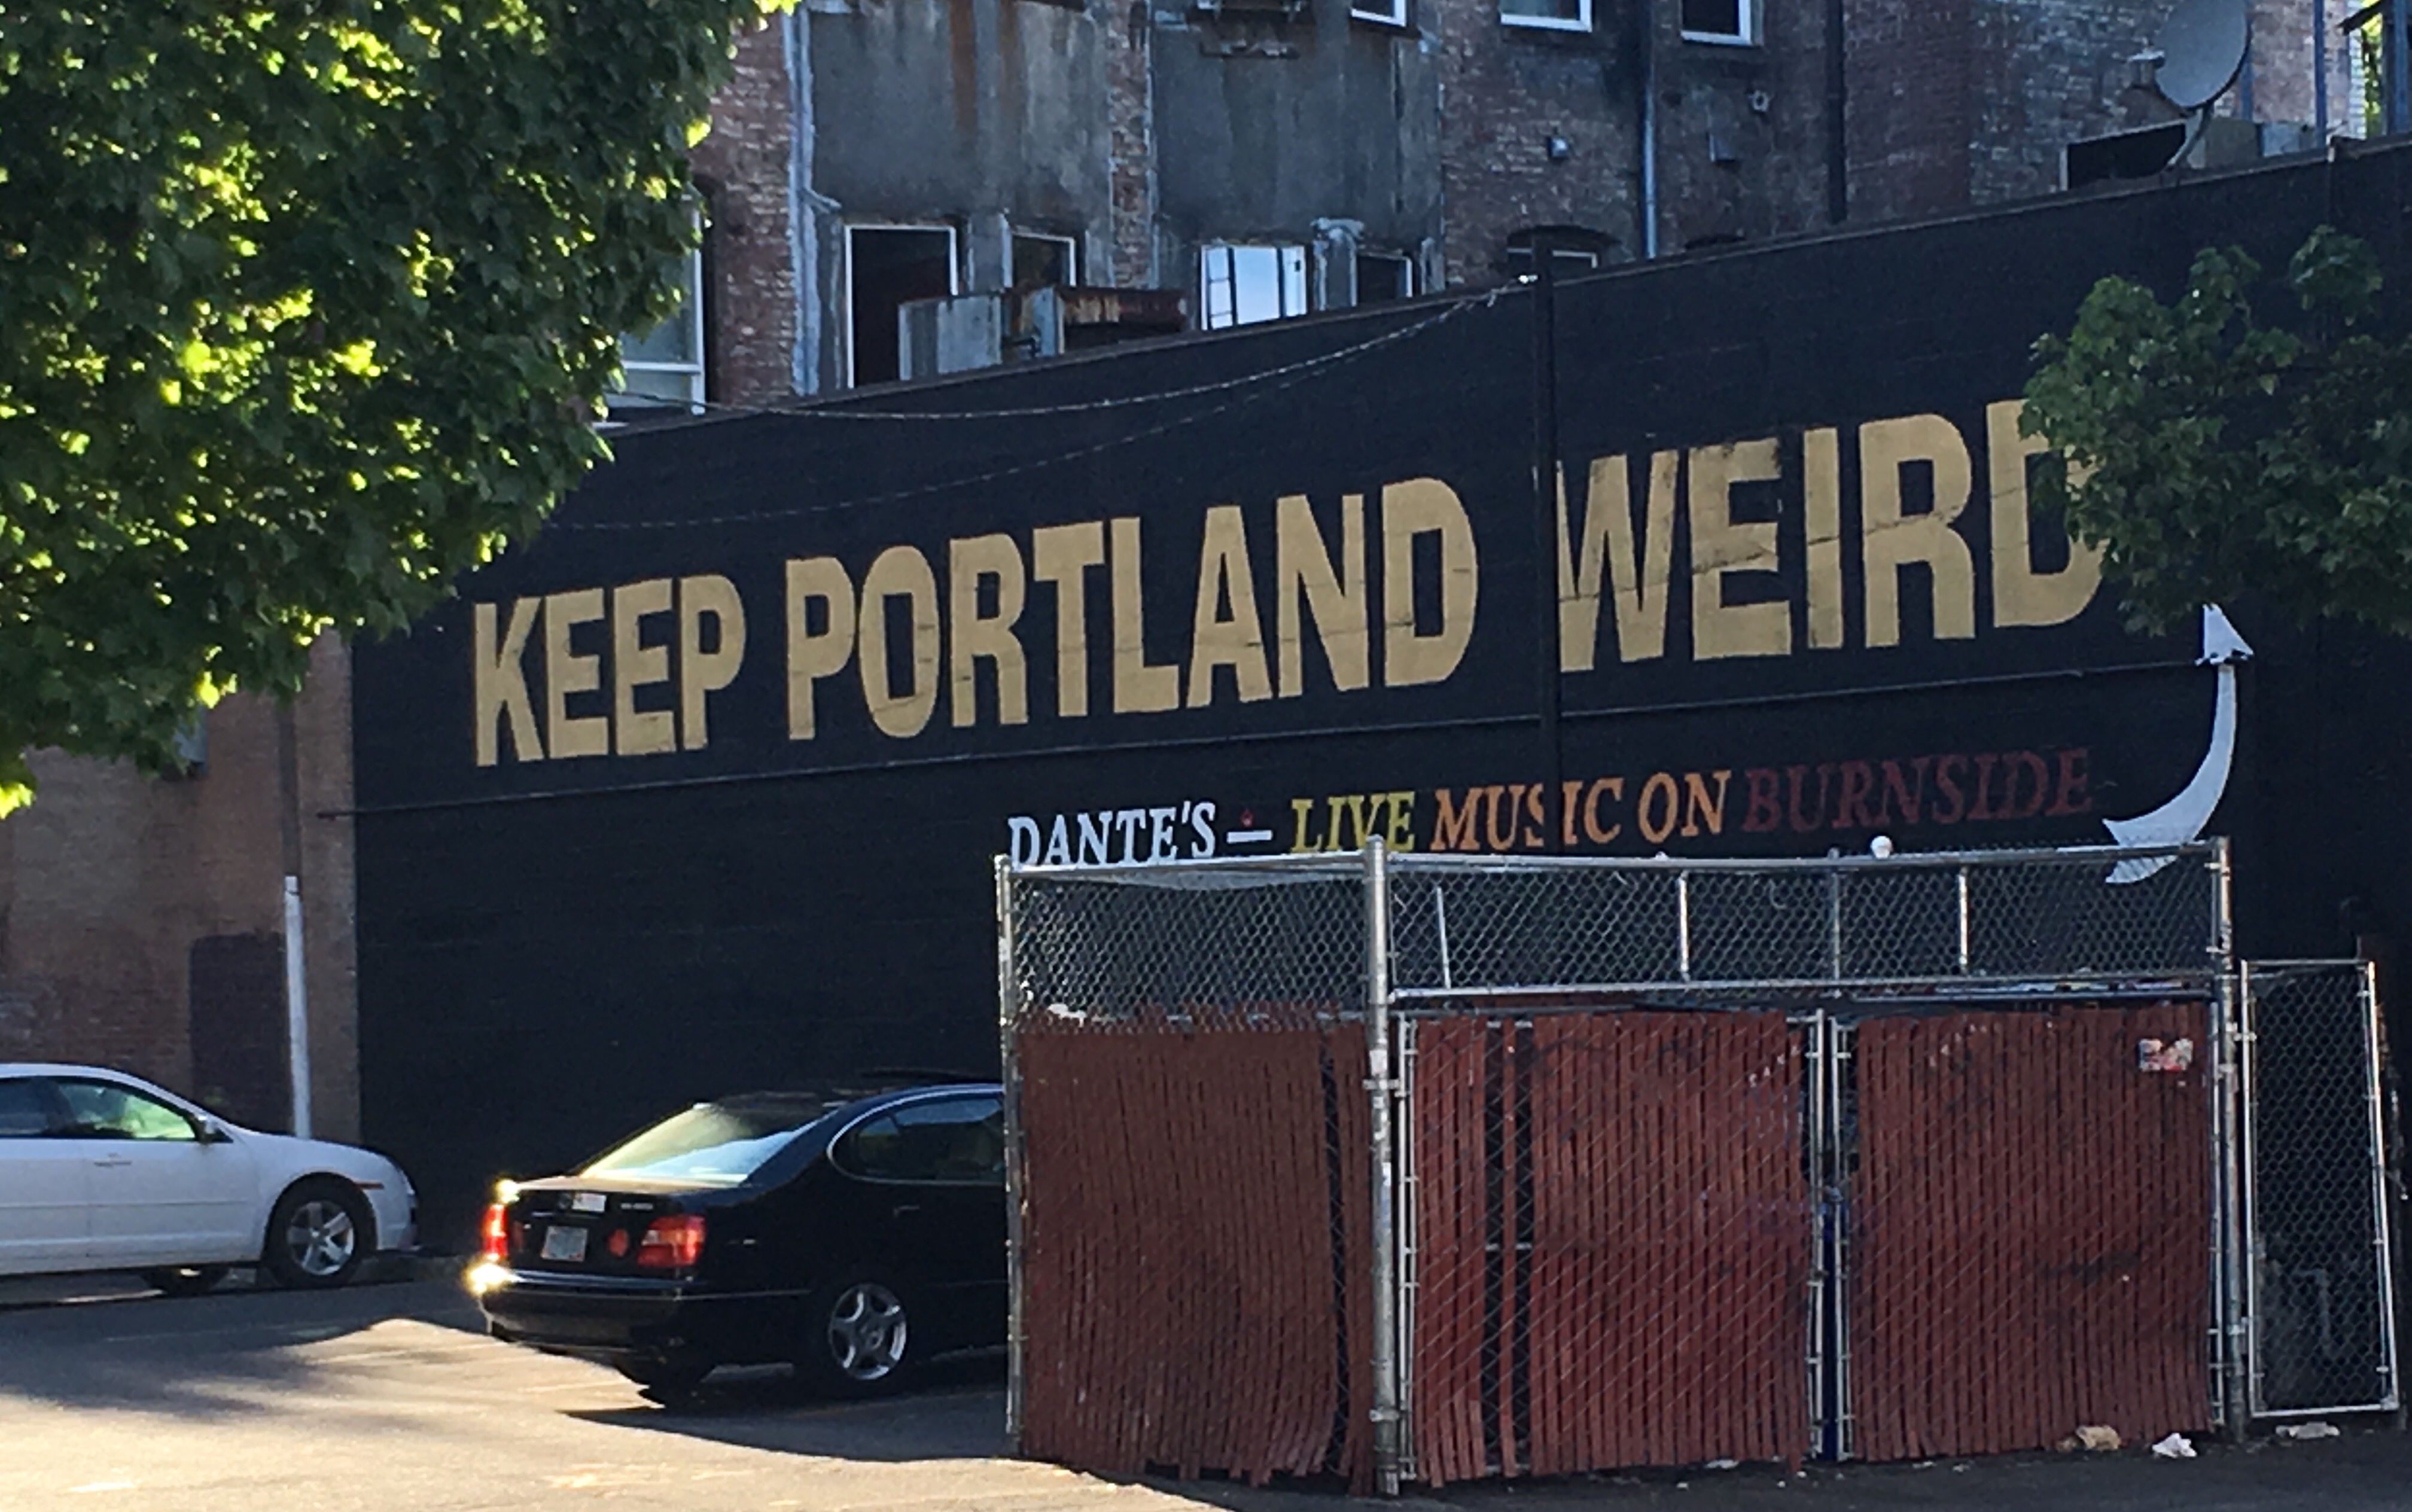 KEEP PORTLAND WEIRD
DANTE'S – LIVE MUSIC ON BURNSIDE